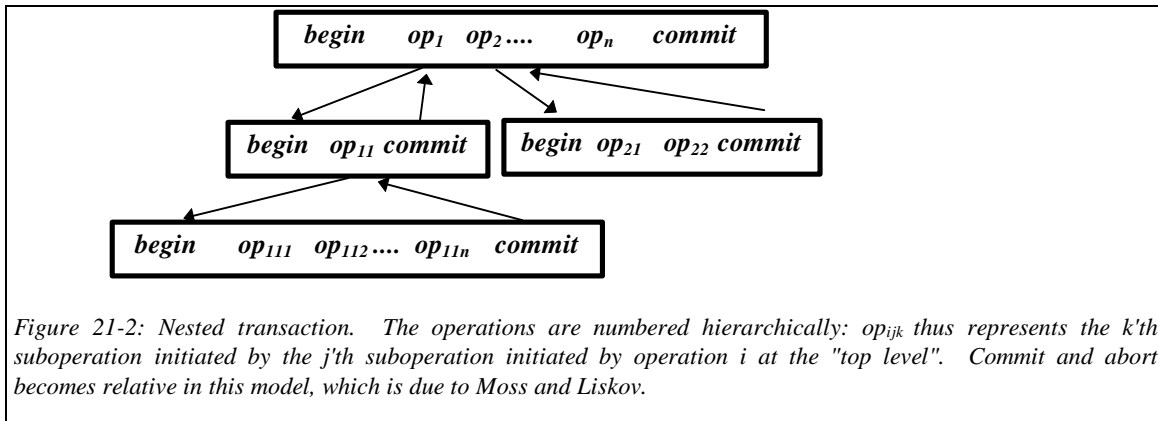 begin op₁ op₂.... opₙ commit
begin op₁₁ commit
begin op₂₁ op₂₂ commit
begin op₁₁₁ op₁₁₂.... op₁₁ₙ commit
Figure 21-2: Nested transaction. The operations are numbered hierarchically: opᵢⱼₖ thus represents the k'th
suboperation initiated by the j'th suboperation initiated by operation i at the "top level". Commit and abort
becomes relative in this model, which is due to Moss and Liskov.